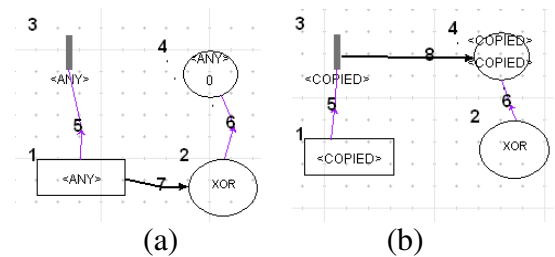 3
4
<ANY>
<ANY>
0
5
6
1
2
<ANY>
7
XOR
(a)
3
4
<COPIED>
8
<COPIED>
<COPIED>
5
6
2
1
<COPIED>
XOR
(b)